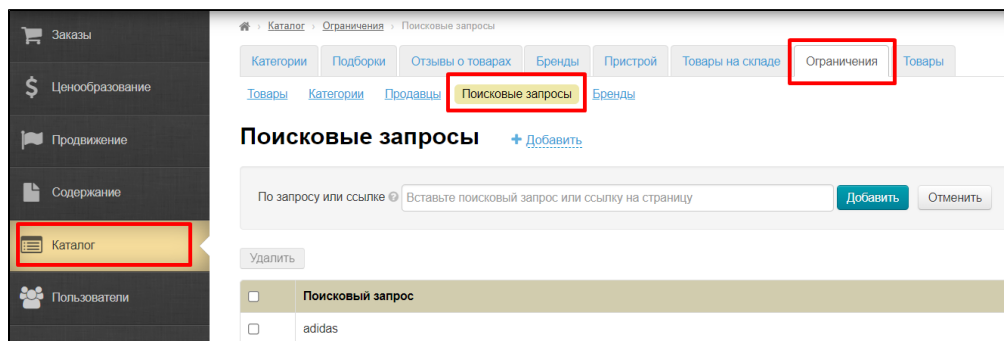 Каталог › Ограничения › Поисковые запросы
Категории Подборки Отзывы о товарах Бренды Пристрой Товары на складе Ограничения Товары
Товары Категории Продавцы Поисковые запросы Бренды
Поисковые запросы + Добавить
По запросу или ссылке ? Вставьте поисковый запрос или ссылку на страницу Добавить Отменить
Удалить
Поисковый запрос
adidas
Заказы
Ценообразование
Продвижение
Содержание
Каталог
Пользователи